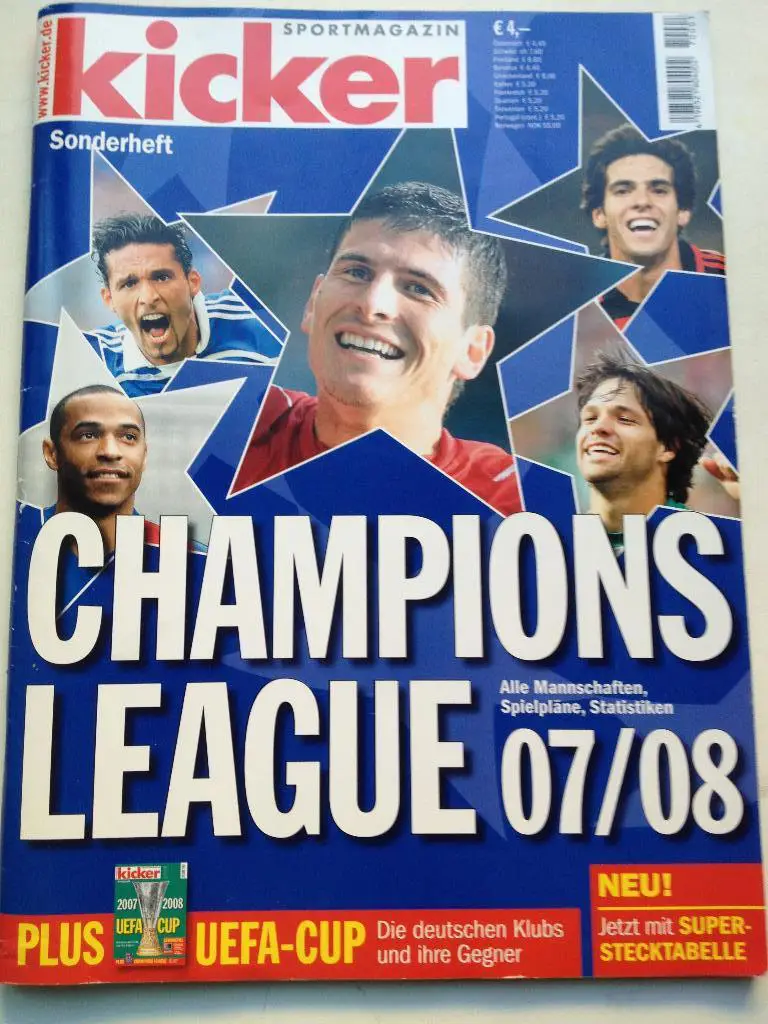 www.kicker.de
SPORTMAGAZIN
kicker
Sonderheft
€ 4,–
CHAMPIONS
LEAGUE 07/08
Alle Mannschaften,
Spielpläne, Statistiken
PLUS
kicker
2007 2008
UEFA CUP
UEFA-CUP
Die deutschen Klubs
und ihre Gegner
NEU!
Jetzt mit SUPER-
STECKTABELLE